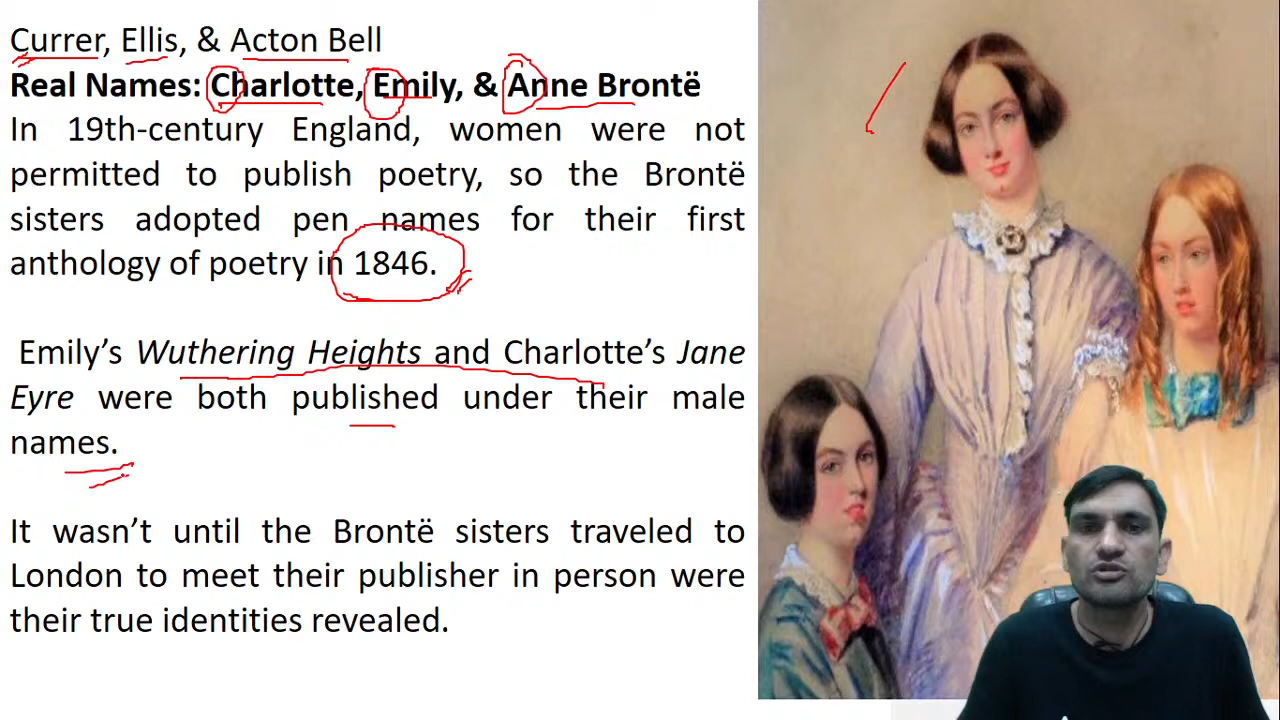 Currer, Ellis, & Acton Bell
Real Names: Charlotte, Emily, & Anne Brontë
In 19th-century England, women were not
permitted to publish poetry, so the Brontë
sisters adopted pen names for their first
anthology of poetry in 1846.
Emily’s Wuthering Heights and Charlotte’s Jane
Eyre were both published under their male
names.
It wasn’t until the Brontë sisters traveled to
London to meet their publisher in person were
their true identities revealed.